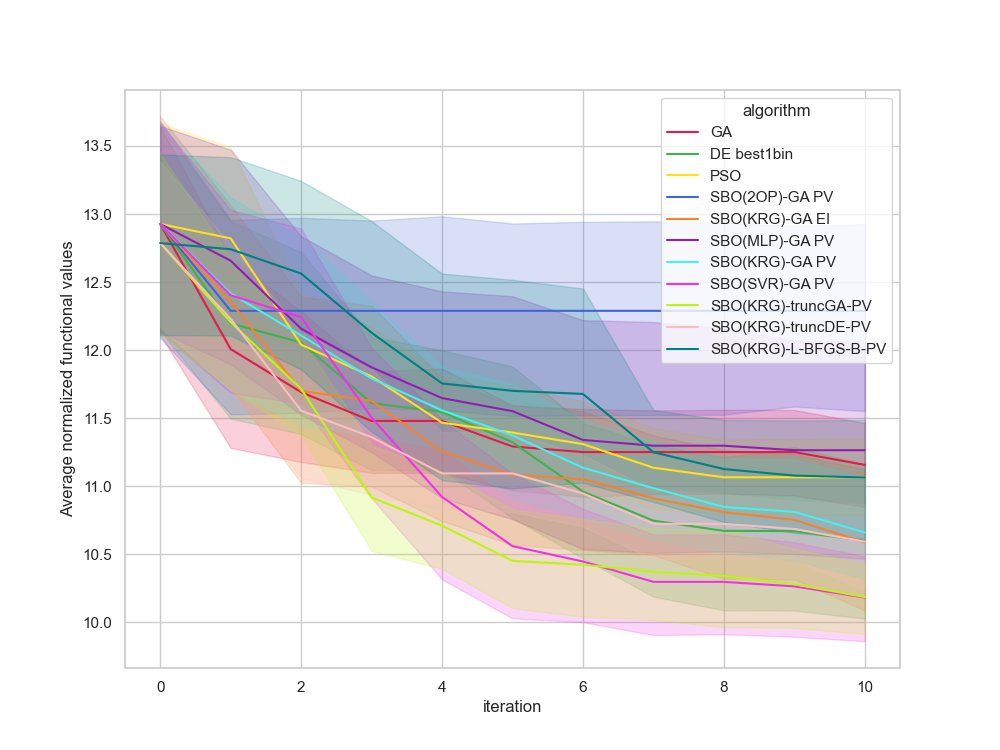 algorithm
GA
DE best1bin
PSO
SBO(2OP)-GA PV
SBO(KRG)-GA EI
SBO(MLP)-GA PV
SBO(KRG)-GA PV
SBO(SVR)-GA PV
SBO(KRG)-truncGA-PV
SBO(KRG)-truncDE-PV
SBO(KRG)-L-BFGS-B-PV
Average normalized functional values
13.5
13.0
12.5
12.0
11.5
11.0
10.5
10.0
0 2 4 6 8 10
iteration